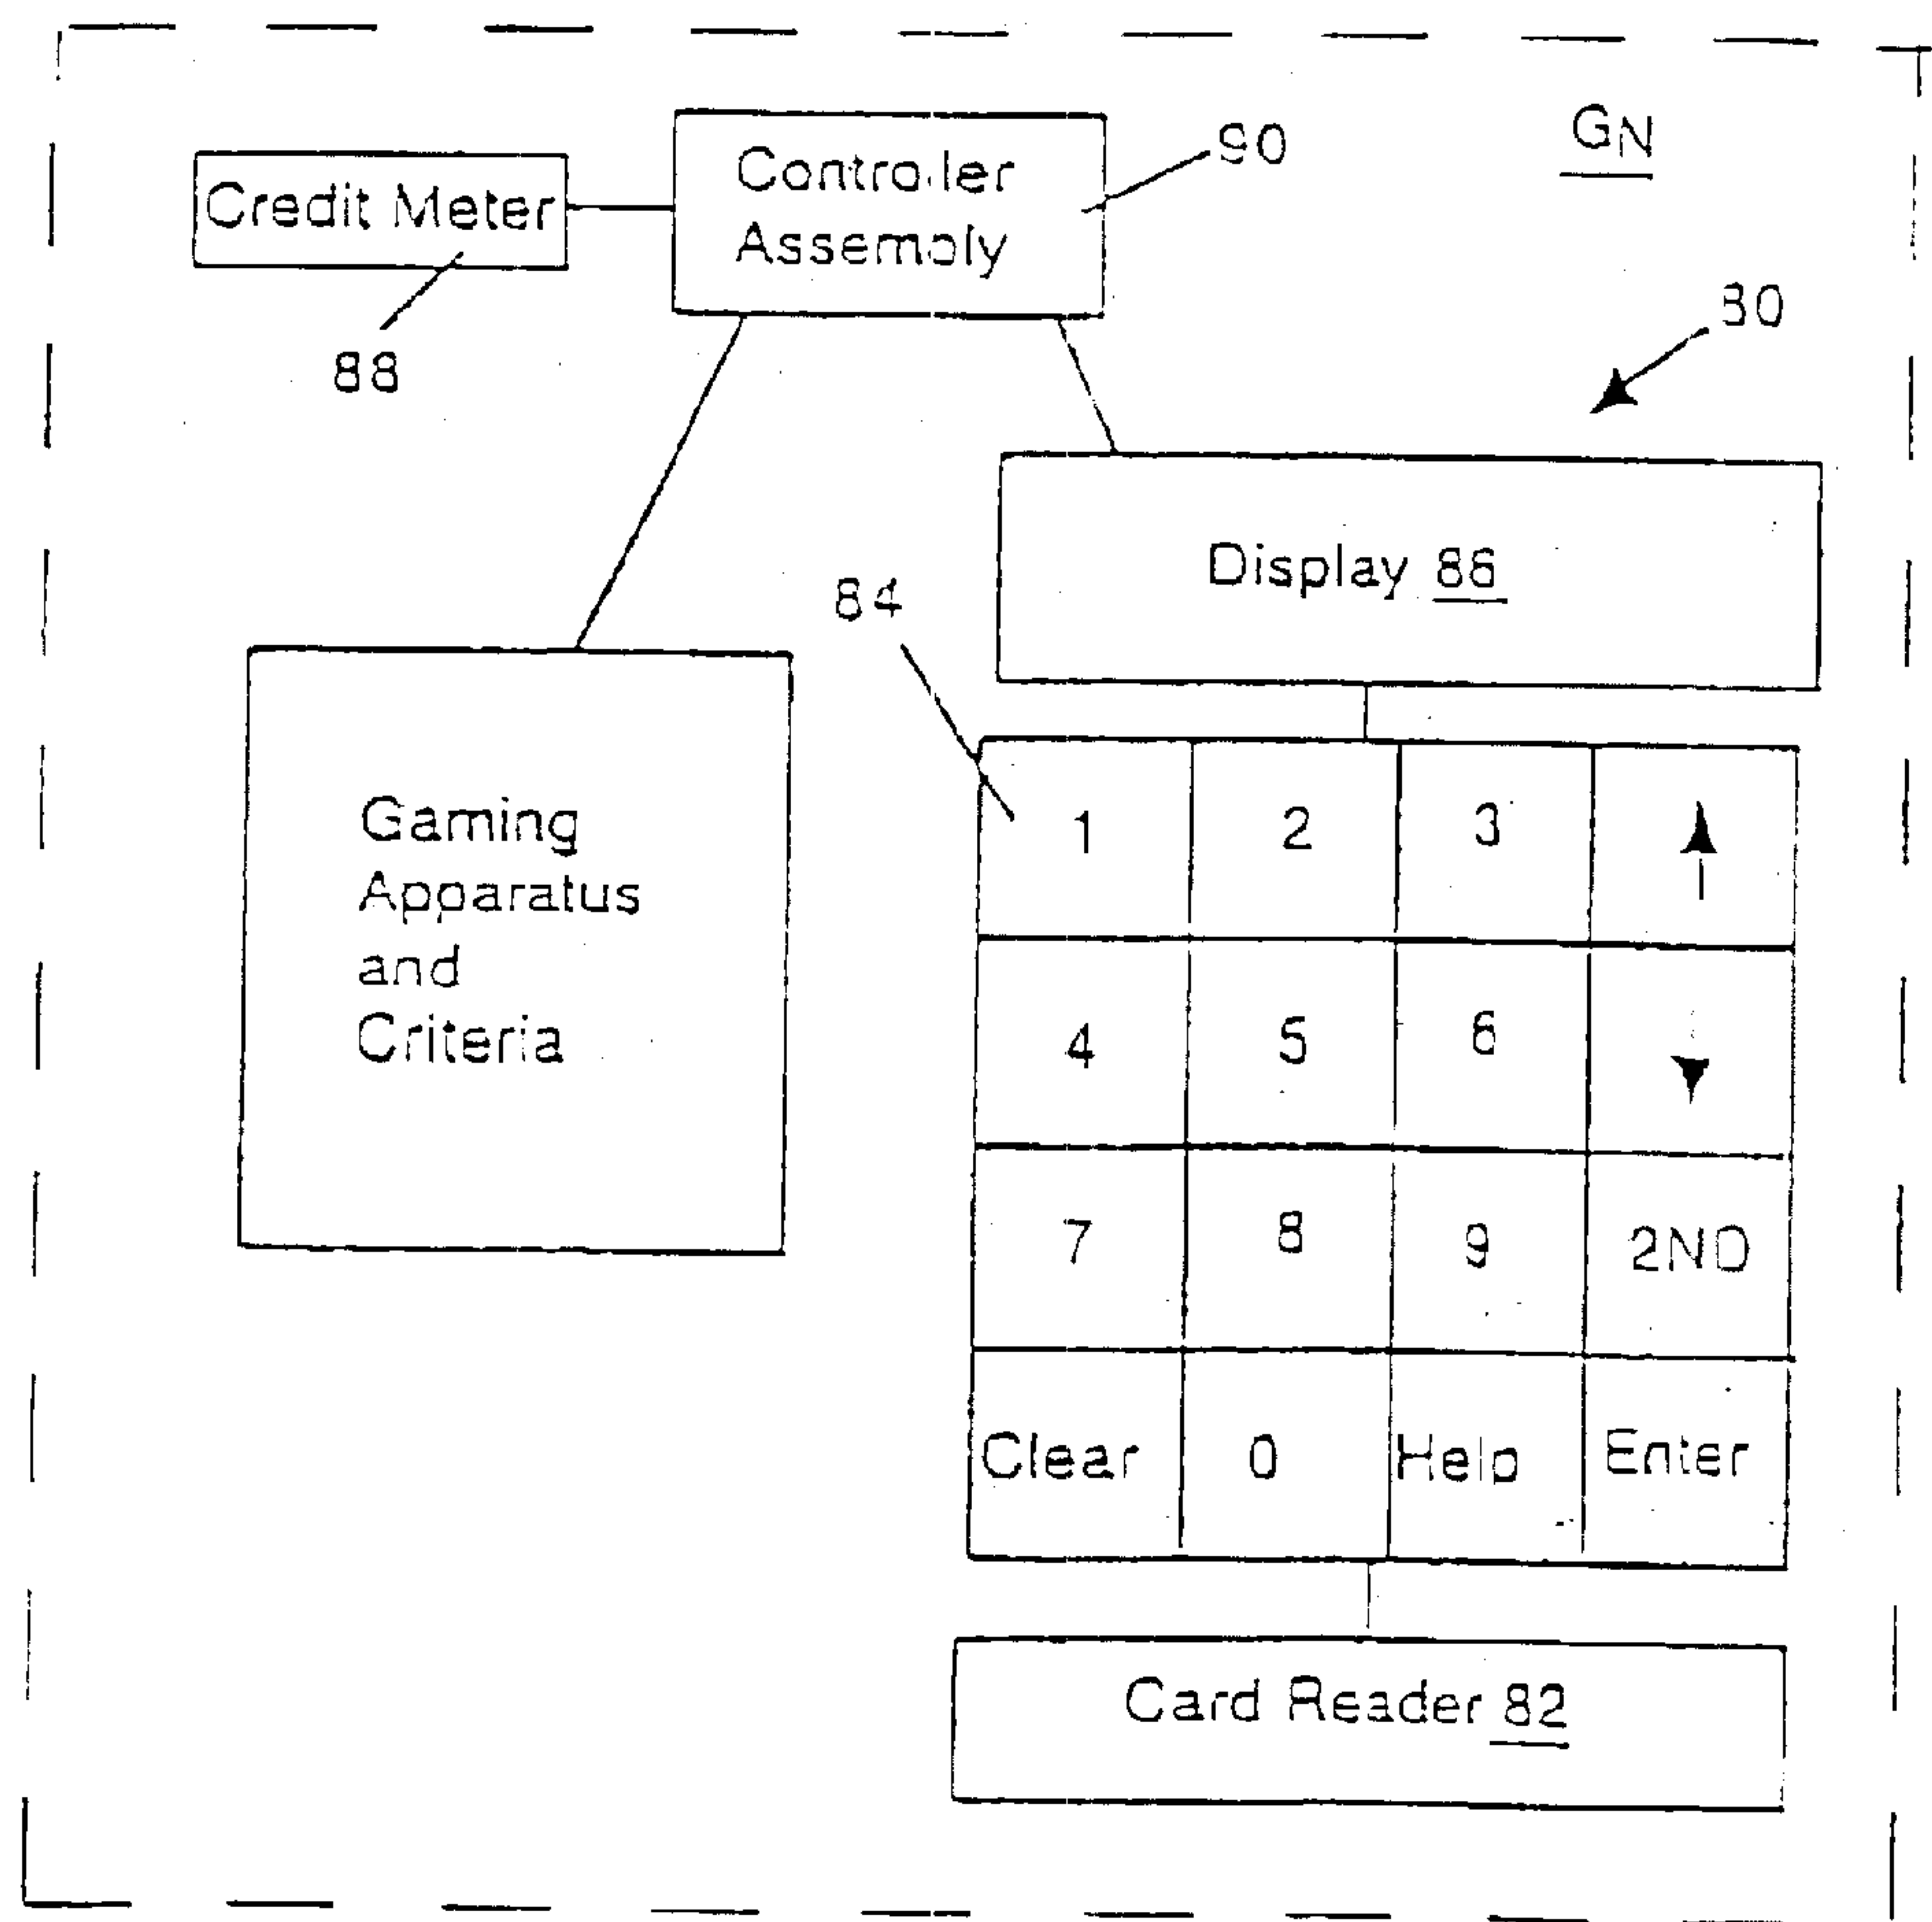 GN
90
Controller
Assembly
Credit Meter
88
80
Display 86
84
Gaming
Apparatus
and
Criteria
1 2 3
4 5 6
7 8 9 2ND
Clear 0 Help Enter
Card Reader 82